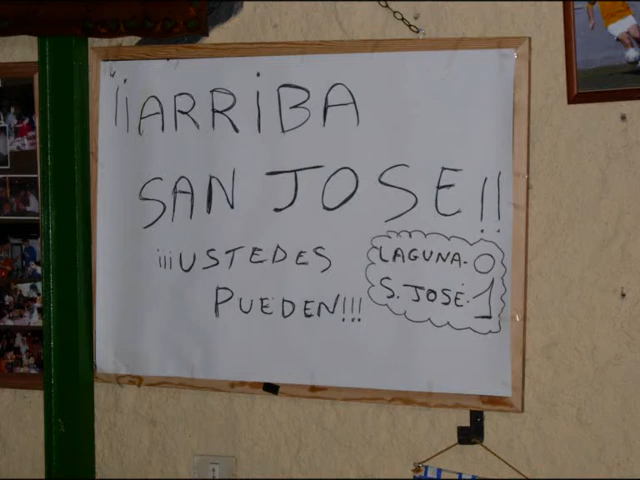 ¡¡ARRiBA
SAN JOSE!!
¡¡¡USTEDES
PUEDEN!!!
LAGUNA-0
S. JOSÉ-1